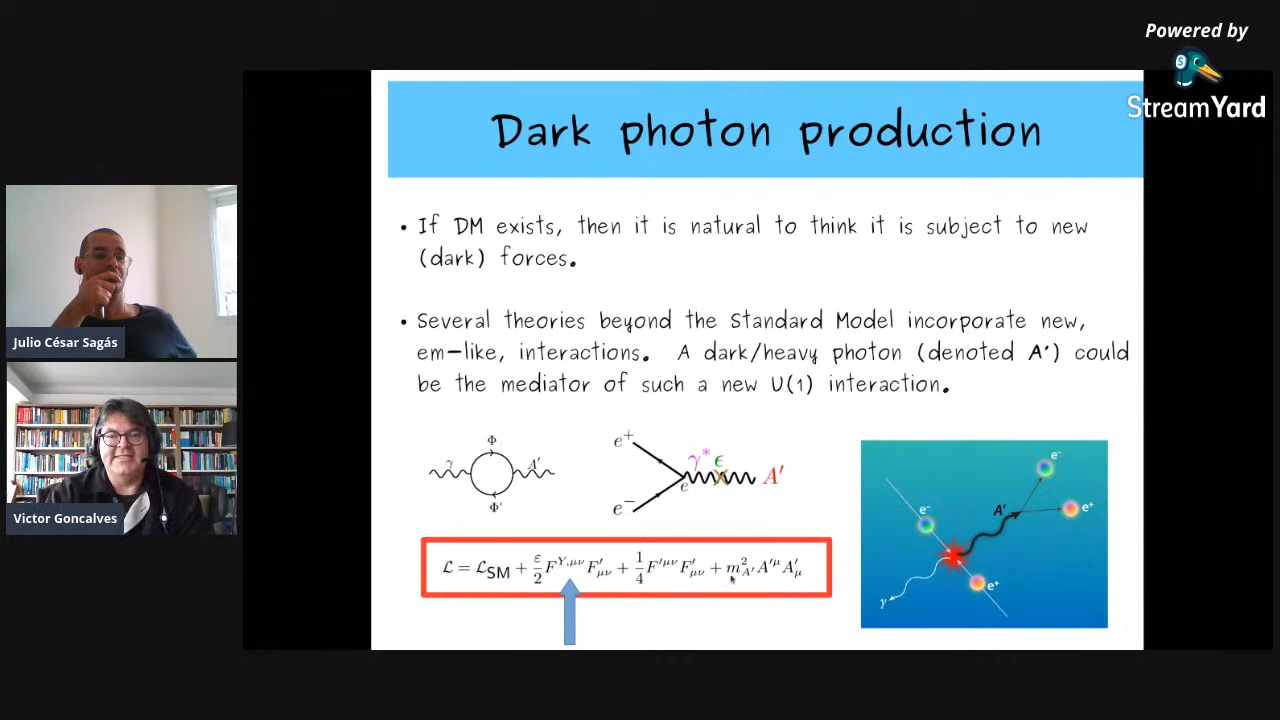 Powered by
StreamYard
Dark photon production
• If DM exists, then it is natural to think it is subject to new
(dark) forces.
• Several theories beyond the Standard Model incorporate new,
em-like, interactions. A dark/heavy photon (denoted A') could
be the mediator of such a new U(1) interaction.
Φ
γ A'
Φ'
e+
γ* ϵ
A'
e
e−
ℒ = ℒSM + ε/2 F^{Y,μν} F'_{μν} + 1/4 F'^{μν} F'_{μν} + m²_{A'} A'^μ A'_μ
e-
A'
e+
e-
e+
γ
Julio César Sagás
Victor Goncalves